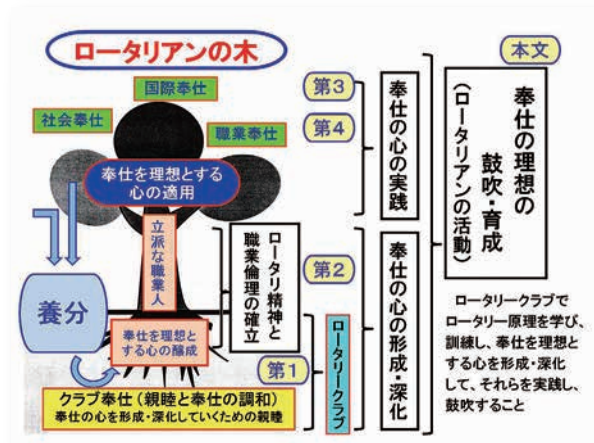 ロータリアンの木
本文
国際奉仕
社会奉仕
職業奉仕
奉仕を理想とする
心の適用
第3
第4
奉仕の心の実践
奉仕の理想の
鼓吹・育成
(ロータリアンの活動)
立派な職業人
ロータリ精神と
職業倫理の確立
第2
奉仕の心の形成・深化
養分
奉仕を理想と
する心の醸成
第1
ロータリークラブ
クラブ奉仕(親睦と奉仕の調和)
奉仕の心を形成・深化していくための親睦
ロータリークラブで
ロータリー原理を学び、
訓練し、奉仕を理想と
する心を形成・深化
して、それらを実践し、
鼓吹すること